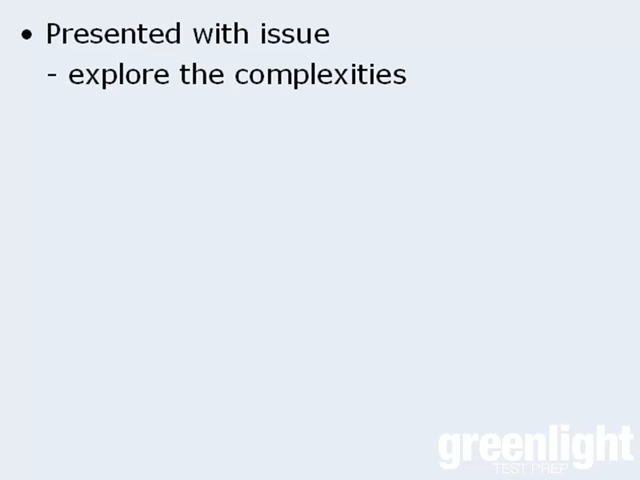 • Presented with issue
- explore the complexities
greenlight
TEST PREP